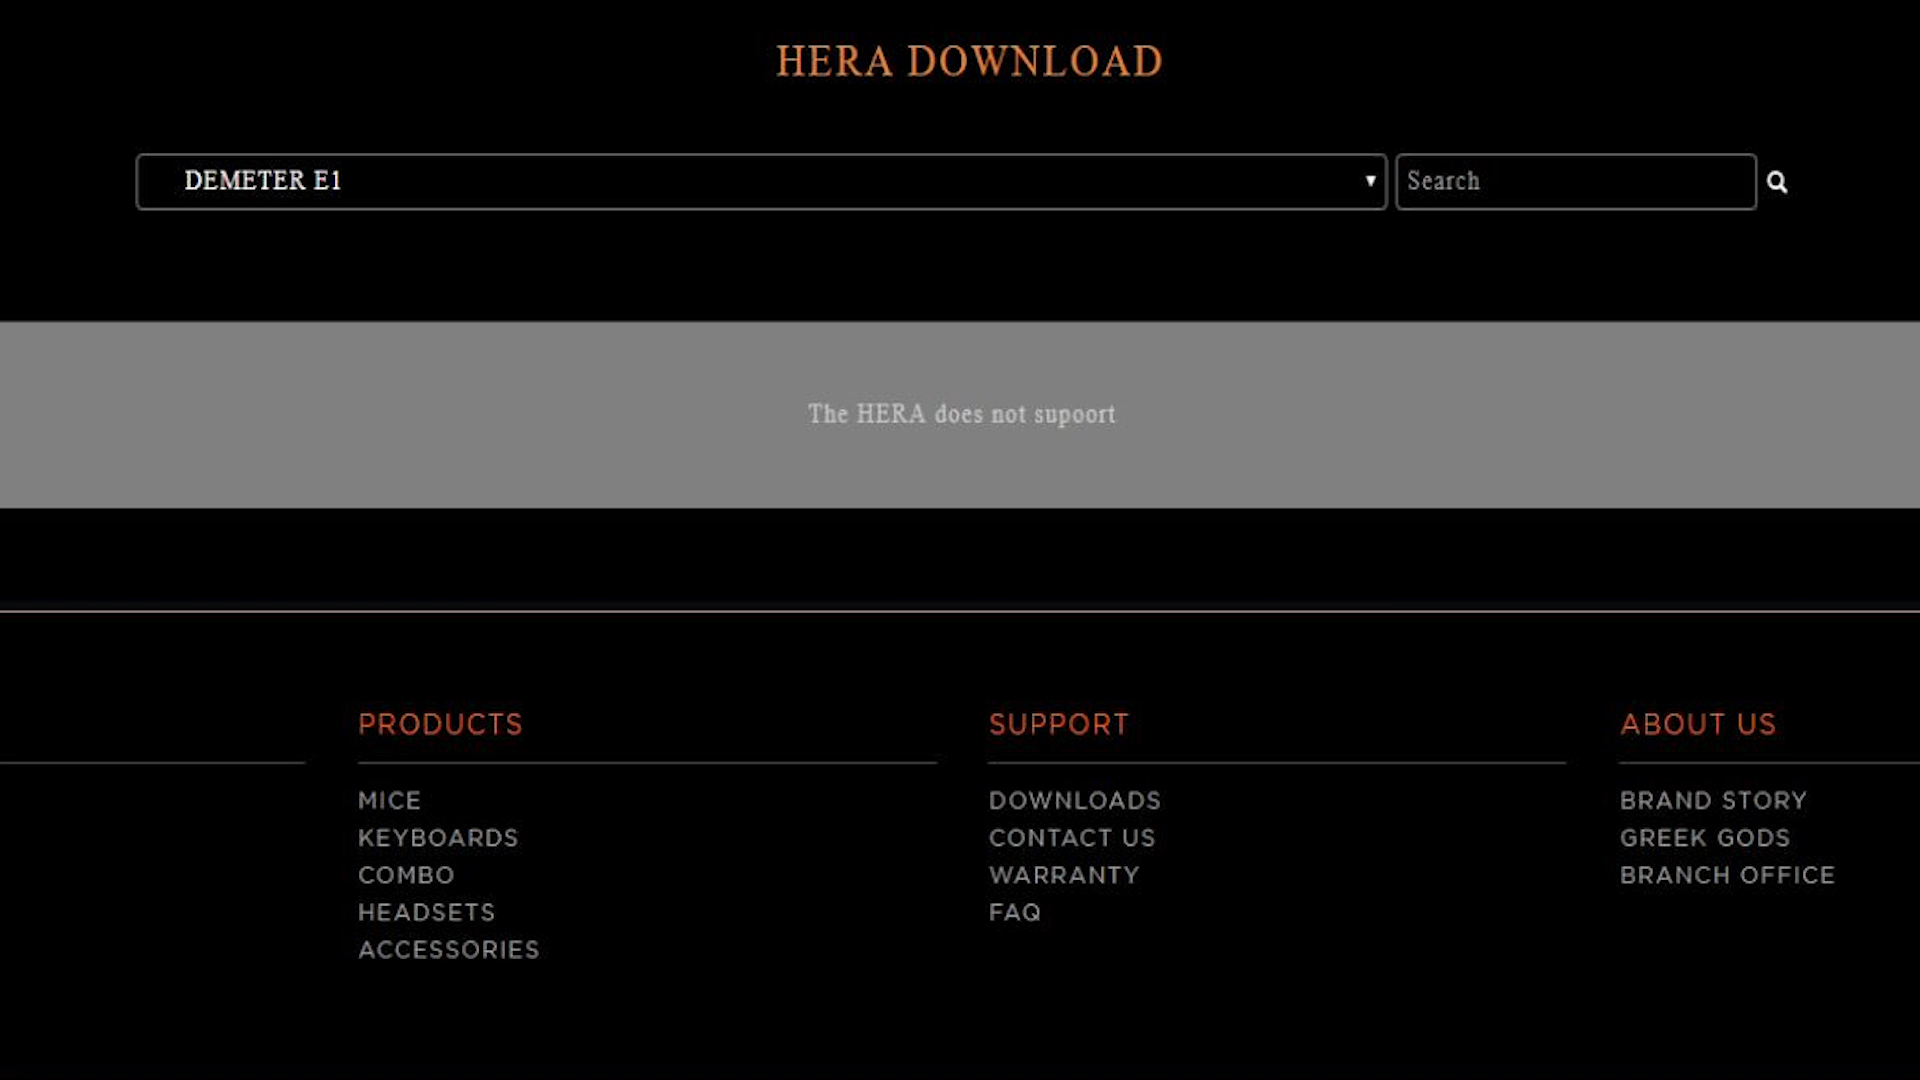 HERA DOWNLOAD
DEMETER E1 ▼ Search
The HERA does not supoort
PRODUCTS
MICE
KEYBOARDS
COMBO
HEADSETS
ACCESSORIES
SUPPORT
DOWNLOADS
CONTACT US
WARRANTY
FAQ
ABOUT US
BRAND STORY
GREEK GODS
BRANCH OFFICE